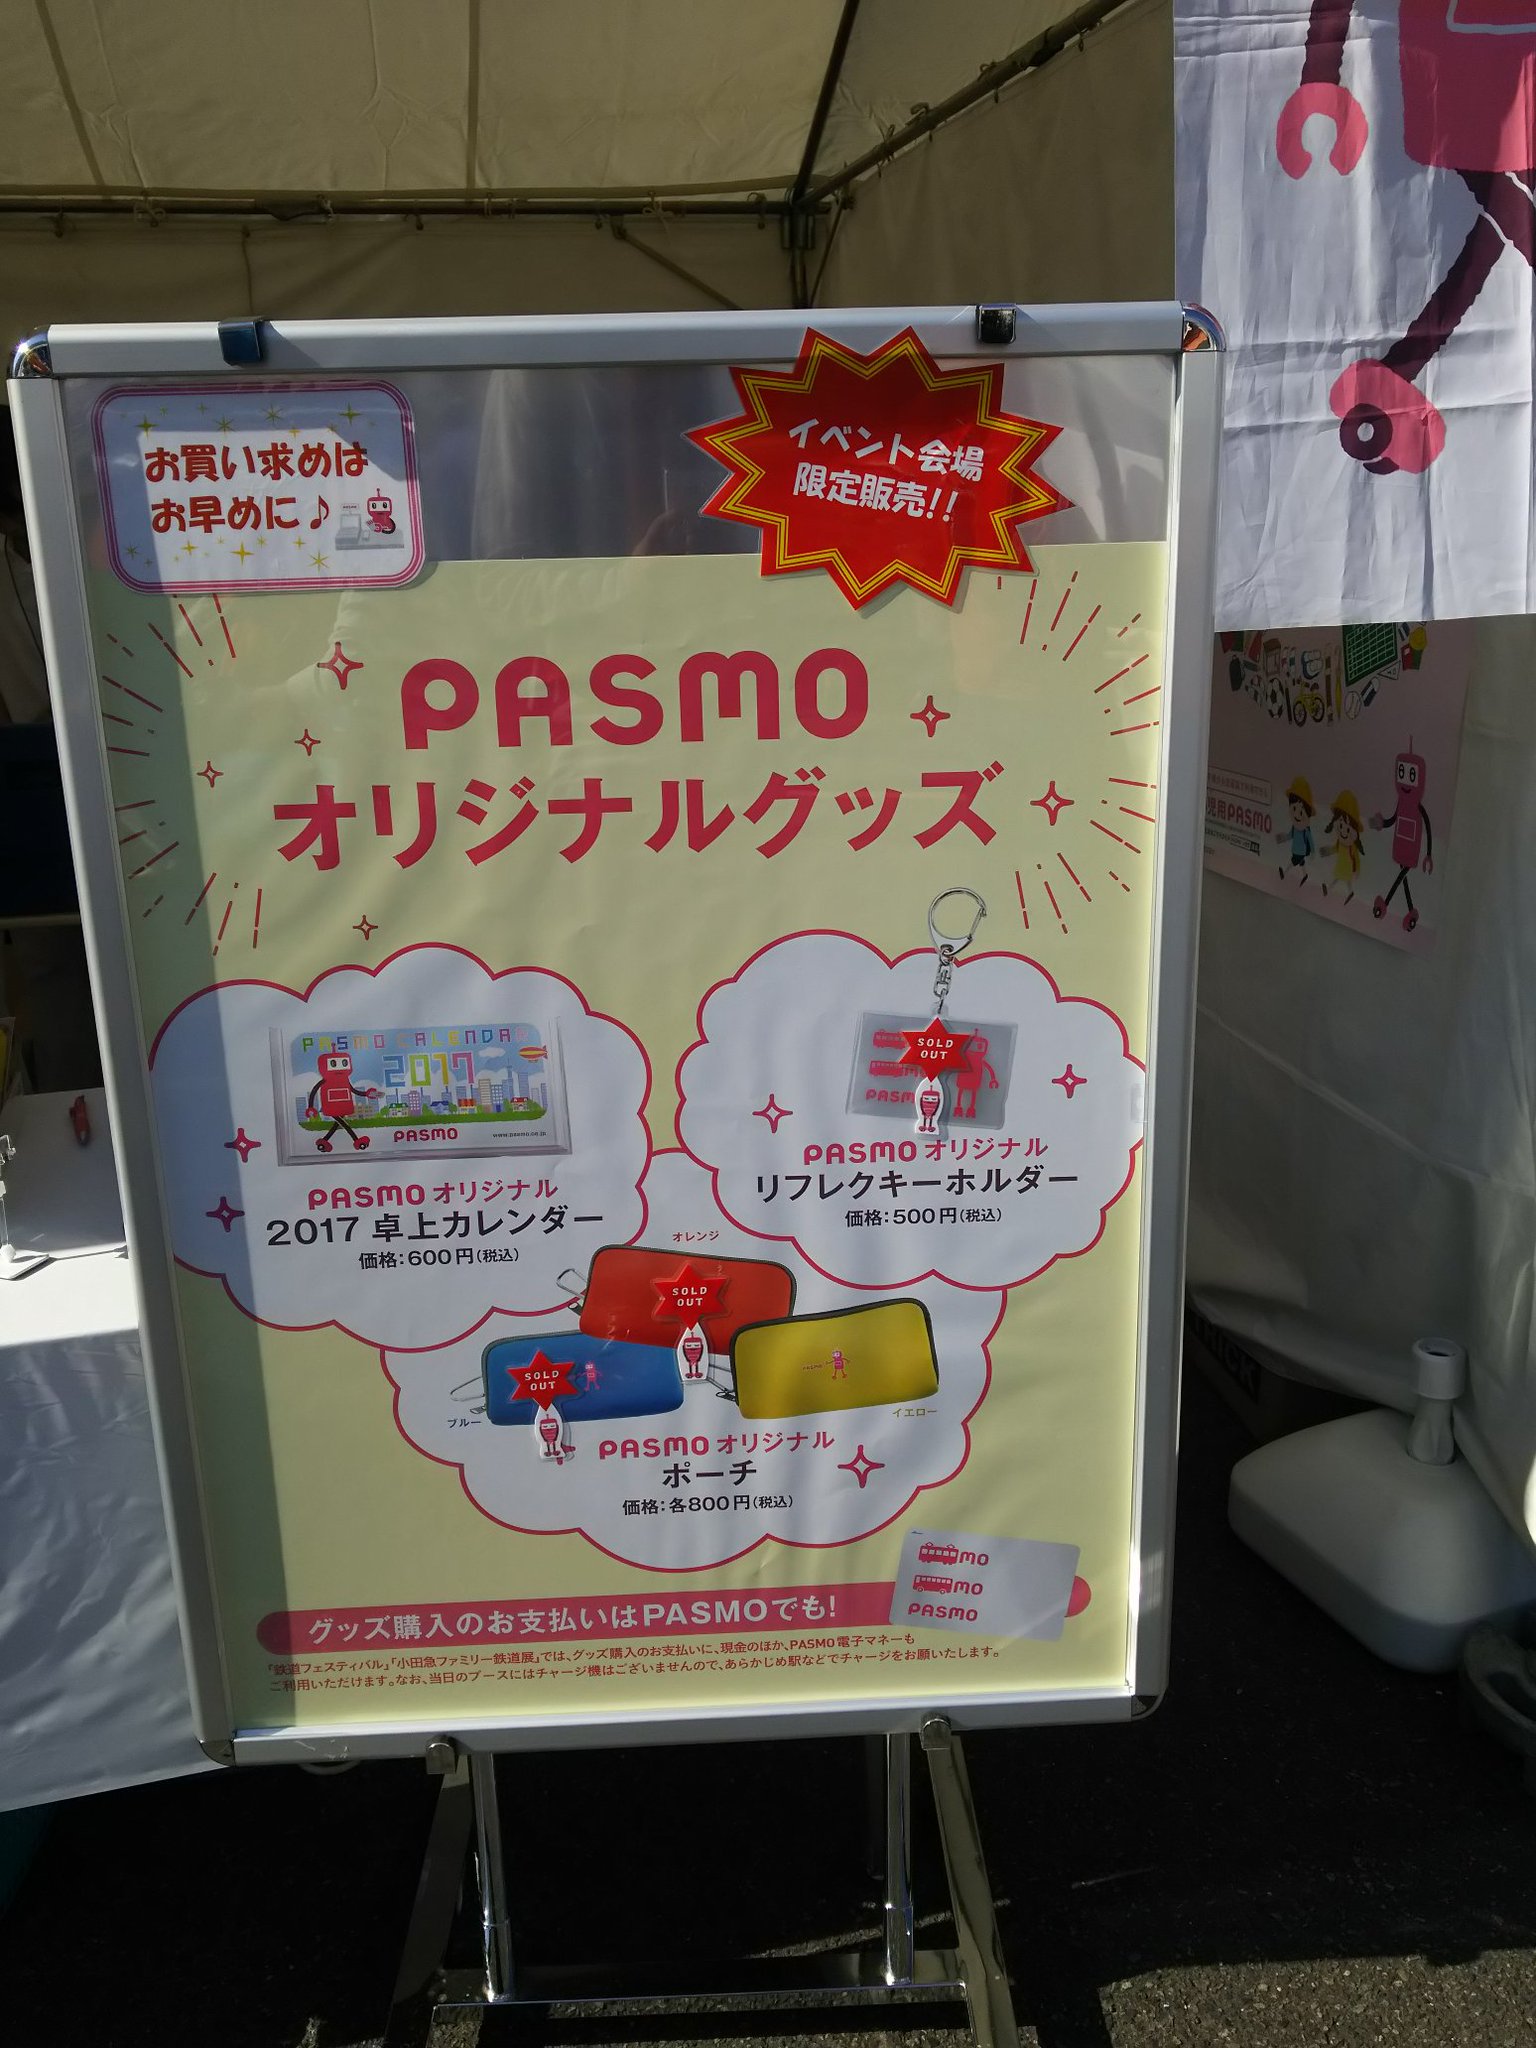 お買い求めは
お早めに♪
イベント会場
限定販売!!
PASMO
オリジナルグッズ
PASMO CALENDAR
2017
PASMO
www.pasmo.co.jp
PASMOオリジナル
2017 卓上カレンダー
価格:600円(税込)
SOLD
OUT
PASMOオリジナル
リフレクキーホルダー
価格:500円(税込)
オレンジ
SOLD
OUT
SOLD
OUT
ブルー
PASMO
イエロー
PASMOオリジナル
ポーチ
価格:各800円(税込)
MO
MO
PASMO
グッズ購入のお支払いはPASMOでも!
「鉄道フェスティバル」「小田急ファミリー鉄道展」では、グッズ購入のお支払いに、現金のほか、PASMO電子マネーも
ご利用いただけます。なお、当日のブースにはチャージ機はございませんので、あらかじめ駅などでチャージをお願いたします。
児用PASMO